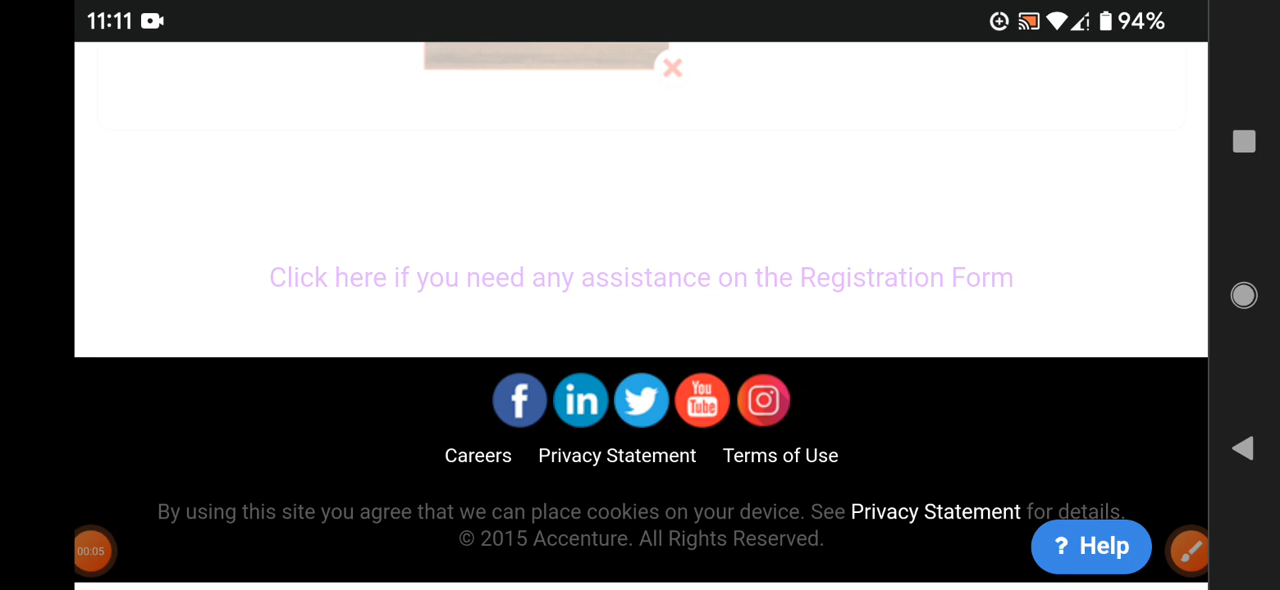 11:11
94%
Click here if you need any assistance on the Registration Form
f in You Tube
Careers Privacy Statement Terms of Use
By using this site you agree that we can place cookies on your device. See Privacy Statement for details.
© 2015 Accenture. All Rights Reserved.
00:05
? Help